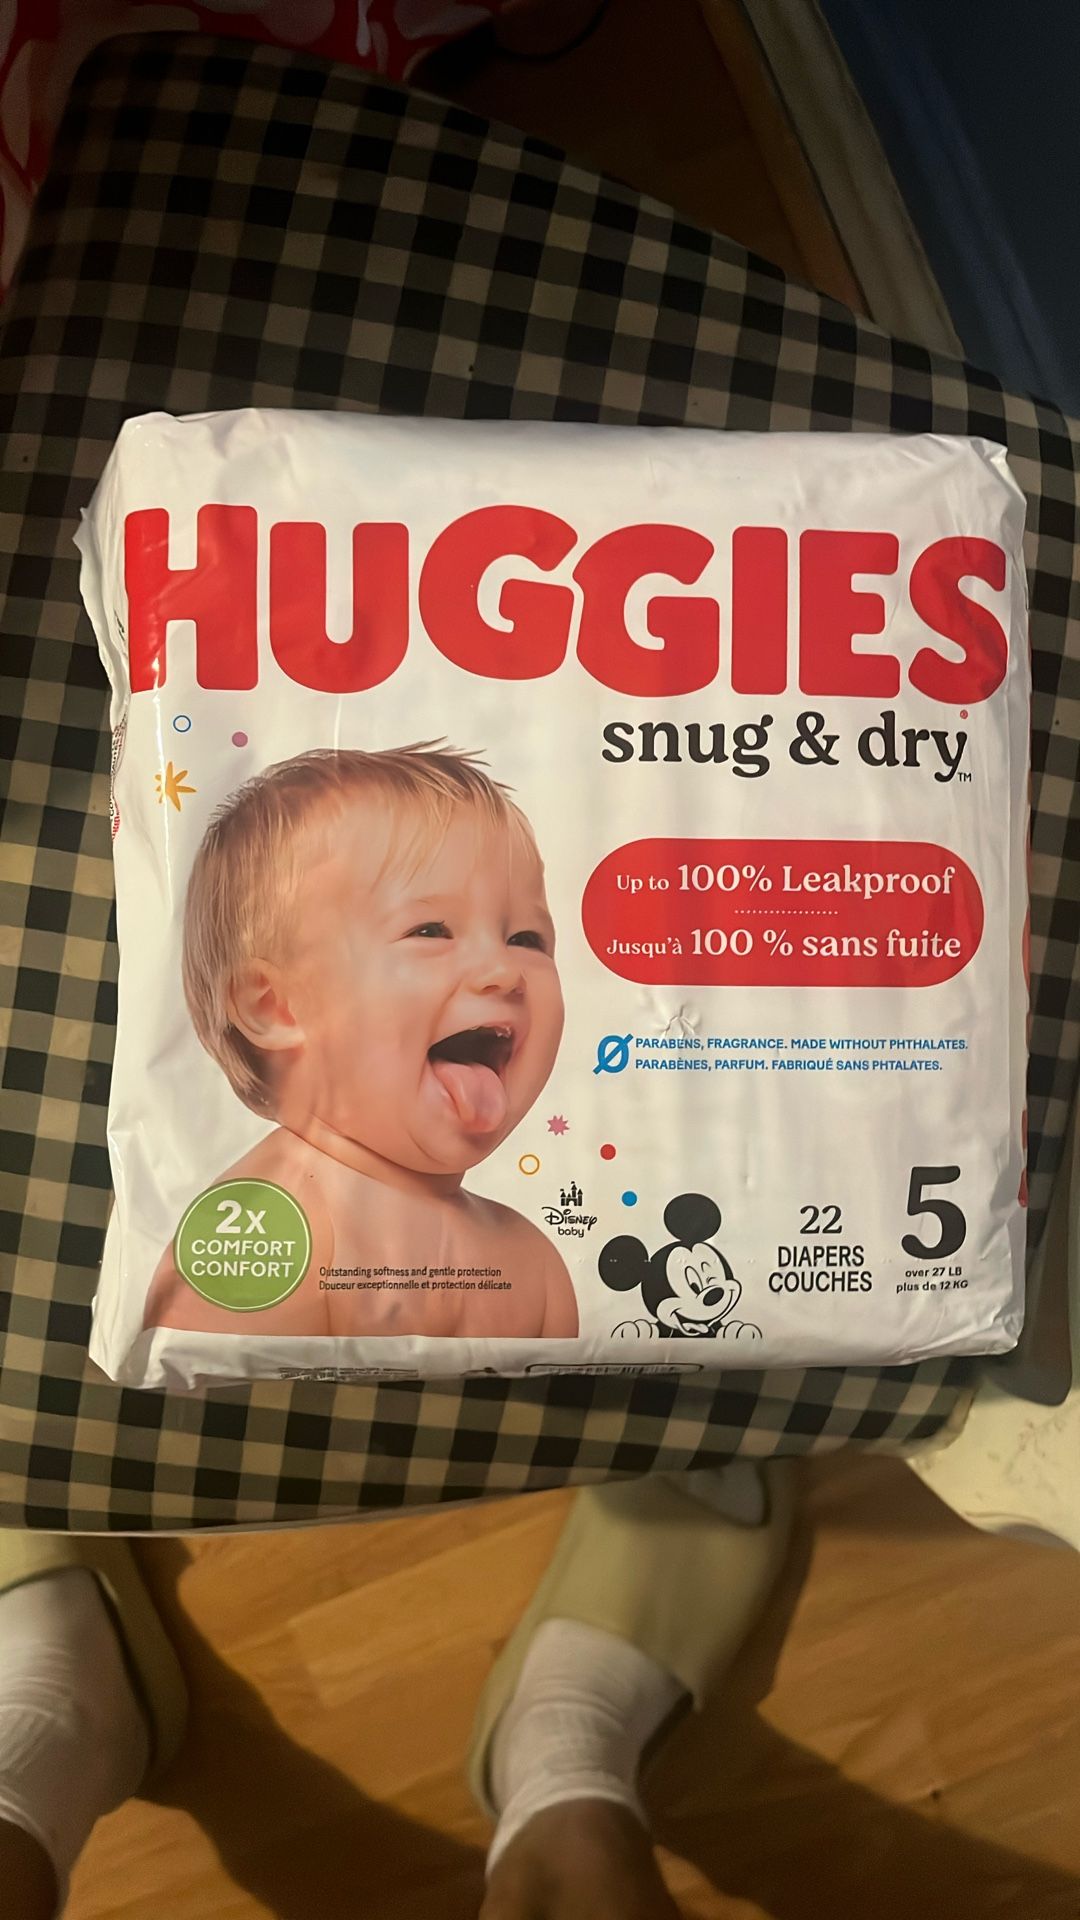 HUGGIES®
snug & dry™
Up to 100% Leakproof
Jusqu'à 100 % sans fuite
PARABENS, FRAGRANCE. MADE WITHOUT PHTHALATES.
PARABÈNES, PARFUM. FABRIQUÉ SANS PHTALATES.
2x
COMFORT
CONFORT
Outstanding softness and gentle protection
Douceur exceptionnelle et protection délicate
Disney
baby
22
DIAPERS
COUCHES
5
over 27 LB
plus de 12 KG